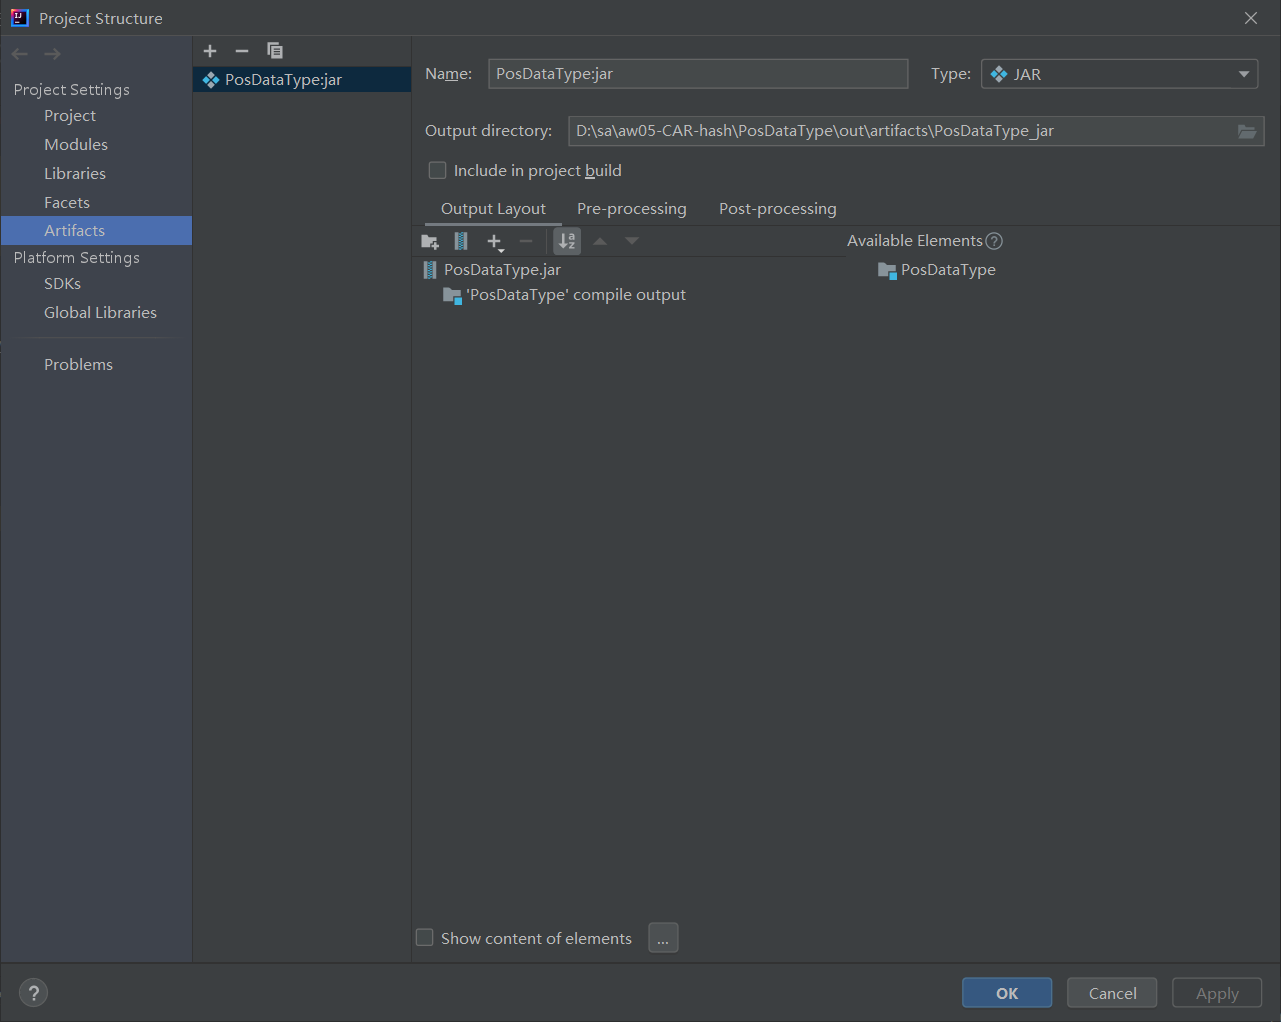 Project Structure
Project Settings
Project
Modules
Libraries
Facets
Artifacts
Platform Settings
SDKs
Global Libraries
Problems
PosDataType:jar
Name: PosDataType:jar Type: JAR
Output directory: D:\sa\aw05-CAR-hash\PosDataType\out\artifacts\PosDataType_jar
Include in project build
Output Layout Pre-processing Post-processing
Available Elements ?
PosDataType.jar
'PosDataType' compile output
PosDataType
Show content of elements ...
? OK Cancel Apply